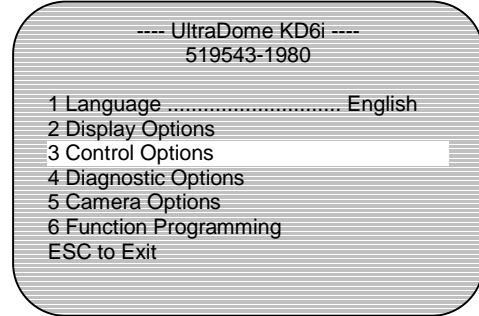 ---- UltraDome KD6i ----
519543-1980
1 Language ............................. English
2 Display Options
3 Control Options
4 Diagnostic Options
5 Camera Options
6 Function Programming
ESC to Exit